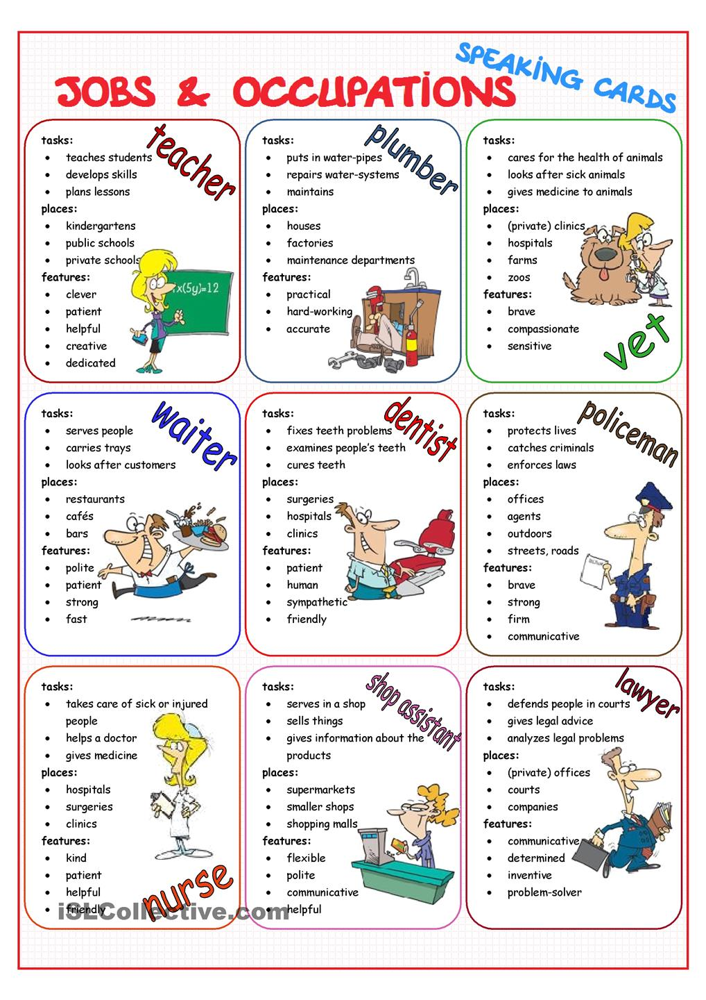 SPEAKING CARDS
JOBS & OCCUPATIONS
teacher
tasks:
• teaches students
• develops skills
• plans lessons
places:
• kindergartens
• public schools
• private schools
features:
• clever
• patient
• helpful
• creative
• dedicated
x(5y)=12
plumber
tasks:
• puts in water-pipes
• repairs water-systems
• maintains
places:
• houses
• factories
• maintenance departments
features:
• practical
• hard-working
• accurate
tasks:
• cares for the health of animals
• looks after sick animals
• gives medicine to animals
places:
• (private) clinics
• hospitals
• farms
• zoos
features:
• brave
• compassionate
• sensitive
vet
waiter
tasks:
• serves people
• carries trays
• looks after customers
places:
• restaurants
• cafés
• bars
features:
• polite
• patient
• strong
• fast
dentist
tasks:
• fixes teeth problems
• examines people's teeth
• cures teeth
places:
• surgeries
• hospitals
• clinics
features:
• patient
• human
• sympathetic
• friendly
policeman
tasks:
• protects lives
• catches criminals
• enforces laws
places:
• offices
• agents
• outdoors
• streets, roads
features:
• brave
• strong
• firm
• communicative
tasks:
• takes care of sick or injured
people
• helps a doctor
• gives medicine
places:
• hospitals
• surgeries
• clinics
features:
• kind
• patient
• helpful
• friendly
nurse
shop assistant
tasks:
• serves in a shop
• sells things
• gives information about the
products
places:
• supermarkets
• smaller shops
• shopping malls
features:
• flexible
• polite
• communicative
• helpful
lawyer
tasks:
• defends people in courts
• gives legal advice
• analyzes legal problems
places:
• (private) offices
• courts
• companies
features:
• communicative
• determined
• inventive
• problem-solver
iSLCollective.com